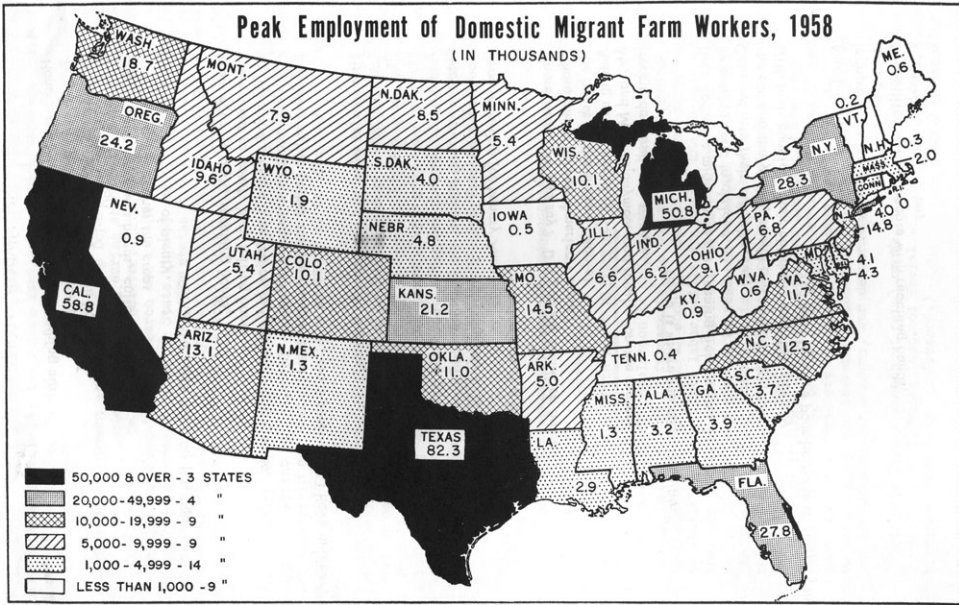 Peak Employment of Domestic Migrant Farm Workers, 1958
(IN THOUSANDS)
WASH.
18.7
MONT.
7.9
N.DAK.
8.5
MINN.
5.4
ME.
0.6
0.2
VT.
N.H.
0.3
OREG.
24.2
IDAHO
9.6
WYO.
1.9
S.DAK.
4.0
WIS.
10.1
MICH.
50.8
N.Y.
28.3
MASS.
2.0
CONN.
R.I.
0
4.0
NEV.
0.9
UTAH
5.4
COLO.
10.1
NEBR.
4.8
IOWA
0.5
ILL.
6.6
IND.
6.2
OHIO
9.1
PA.
6.8
N.J.
14.8
CAL.
58.8
KANS.
21.2
MO.
14.5
KY.
0.9
W.VA.
0.6
VA.
11.7
MD.
4.1
4.3
ARIZ.
13.1
N.MEX.
1.3
OKLA.
11.0
ARK.
5.0
TENN. 0.4
N.C.
12.5
S.C.
3.7
TEXAS
82.3
LA.
2.9
MISS.
1.3
ALA.
3.2
GA.
3.9
FLA.
27.8
50,000 & OVER - 3 STATES
20,000-49,999 - 4 "
10,000-19,999 - 9 "
5,000-9,999 - 9 "
1,000-4,999 - 14 "
LESS THAN 1,000 - 9 "